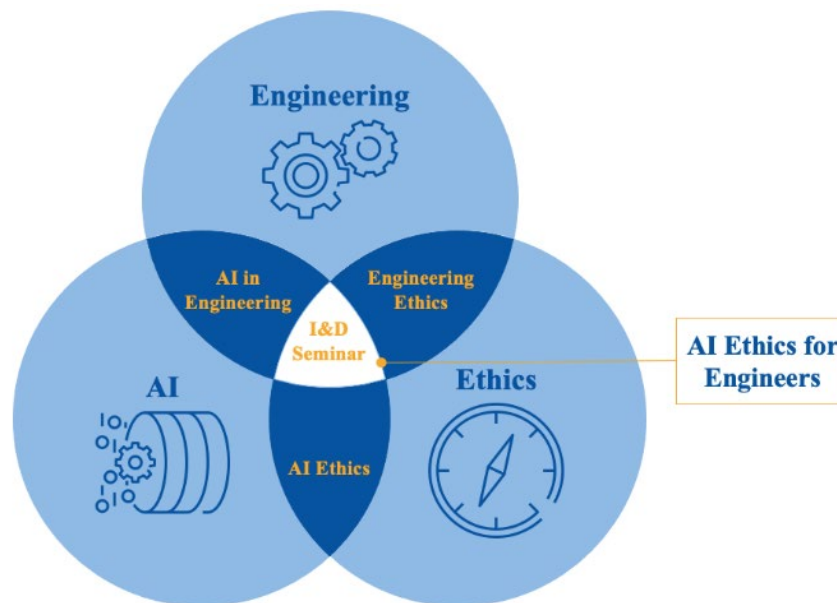 Engineering
AI in
Engineering
Engineering
Ethics
I&D
Seminar
AI Ethics for
Engineers
AI
Ethics
AI Ethics